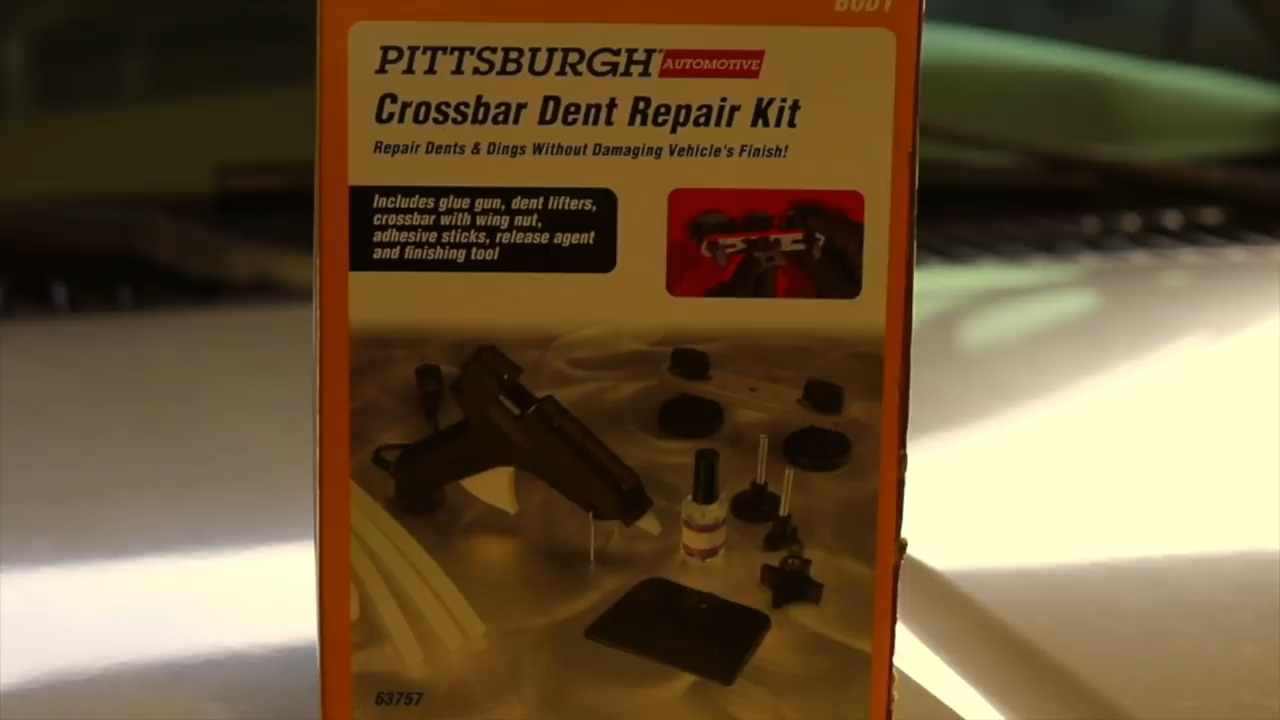 BODY
PITTSBURGH AUTOMOTIVE
Crossbar Dent Repair Kit
Repair Dents & Dings Without Damaging Vehicle's Finish!
Includes glue gun, dent lifters,
crossbar with wing nut,
adhesive sticks, release agent
and finishing tool
63757